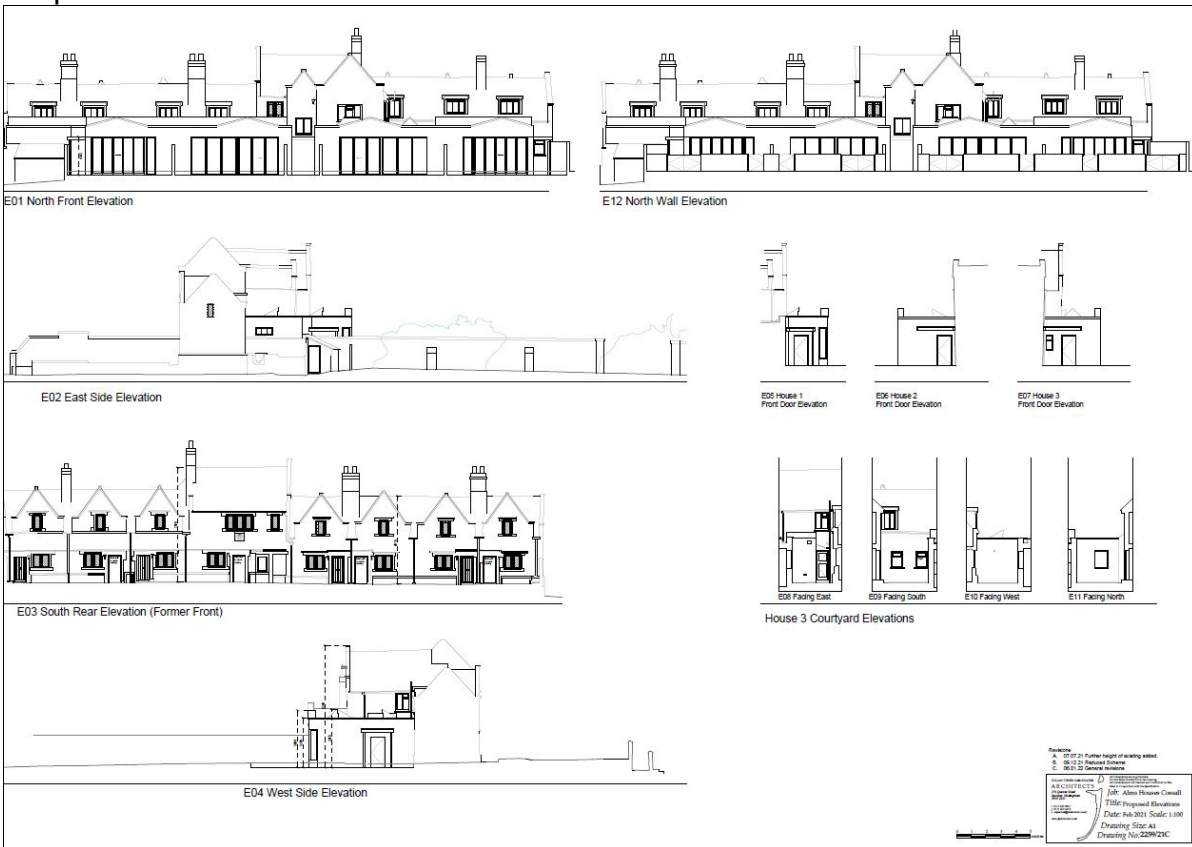 E01 North Front Elevation
E12 North Wall Elevation
E02 East Side Elevation
E05 House 1
Front Door Elevation
E06 House 2
Front Door Elevation
E07 House 3
Front Door Elevation
E03 South Rear Elevation (Former Front)
E08 Facing East
E09 Facing South
E10 Facing West
E11 Facing North
House 3 Courtyard Elevations
E04 West Side Elevation
Revisions
A. 07.07.21 Further height of existing added.
B. 09.12.21 Reduced Scheme
C. 06.01.22 General revisions
ARCHITECTS
Job: Alms Houses Cossall
Title: Proposed Elevations
Date: Feb 2021 Scale: 1:100
Drawing Size: A1
Drawing No: 2259/21C